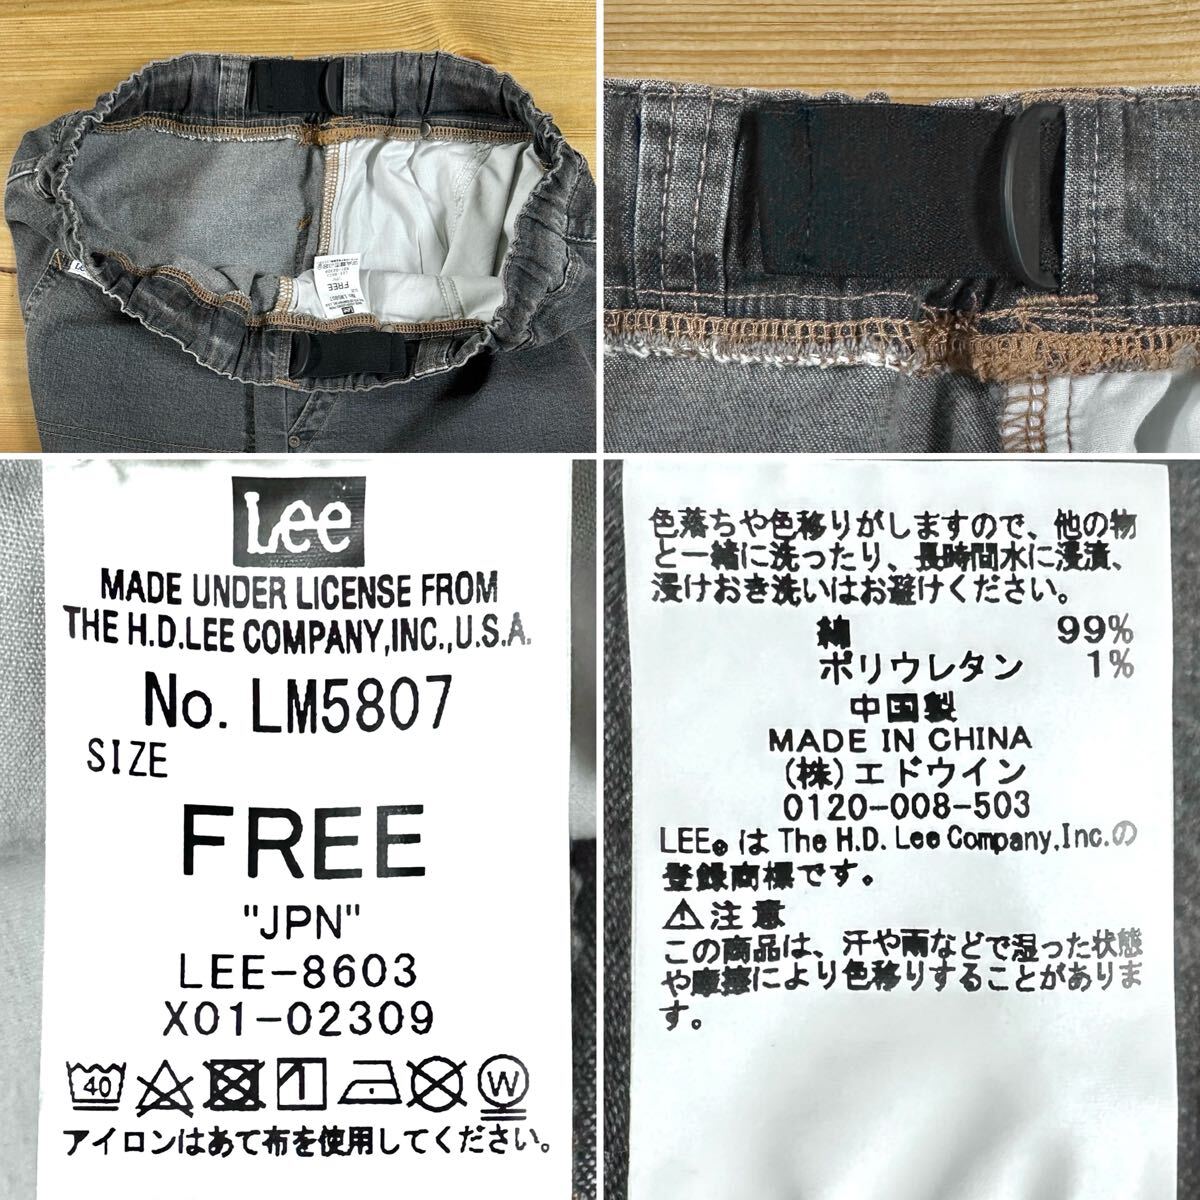 Lee
MADE UNDER LICENSE FROM
THE H.D.LEE COMPANY,INC.,U.S.A.
No. LM5807
SIZE
FREE
"JPN"
LEE-8603
X01-02309
40
W
アイロンはあて布を使用してください。
色落ちや色移りがしますので、他の物
と一緒に洗ったり、長時間水に浸漬、
浸けおき洗いはお避けください。
綿 99%
ポリウレタン 1%
中国製
MADE IN CHINA
(株)エドウイン
0120-008-503
LEE®は The H.D. Lee Company,Inc.の
登録商標です。
⚠注意
この商品は、汗や雨などで湿った状態
や摩擦により色移りすることがありま
す。